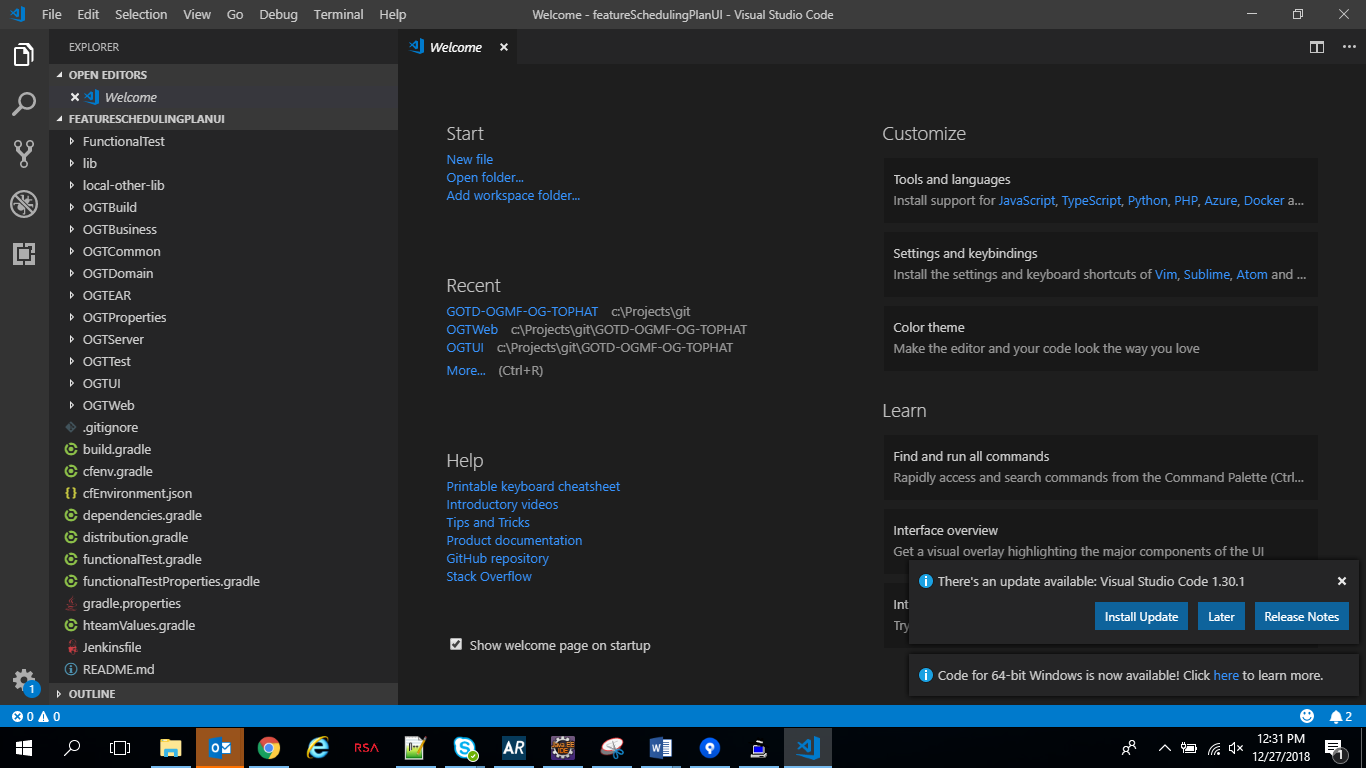 File Edit Selection View Go Debug Terminal Help
Welcome - featureSchedulingPlanUI - Visual Studio Code
EXPLORER
OPEN EDITORS
Welcome
FEATURESCHEDULINGPLANUI
FunctionalTest
lib
local-other-lib
OGTBuild
OGTBusiness
OGTCommon
OGTDomain
OGTEAR
OGTProperties
OGTServer
OGTTest
OGTUI
OGTWeb
.gitignore
build.gradle
cfenv.gradle
cfEnvironment.json
dependencies.gradle
distribution.gradle
functionalTest.gradle
functionalTestProperties.gradle
gradle.properties
hteamValues.gradle
Jenkinsfile
README.md
OUTLINE
1
Welcome
Start
New file
Open folder...
Add workspace folder...
Recent
GOTD-OGMF-OG-TOPHAT c:\Projects\git
OGTWeb c:\Projects\git\GOTD-OGMF-OG-TOPHAT
OGTUI c:\Projects\git\GOTD-OGMF-OG-TOPHAT
More... (Ctrl+R)
Help
Printable keyboard cheatsheet
Introductory videos
Tips and Tricks
Product documentation
GitHub repository
Stack Overflow
Show welcome page on startup
Customize
Tools and languages
Install support for JavaScript, TypeScript, Python, PHP, Azure, Docker a...
Settings and keybindings
Install the settings and keyboard shortcuts of Vim, Sublime, Atom and ...
Color theme
Make the editor and your code look the way you love
Learn
Find and run all commands
Rapidly access and search commands from the Command Palette (Ctrl...
Interface overview
Get a visual overlay highlighting the major components of the UI
Int
Try
There's an update available: Visual Studio Code 1.30.1
Install Update
Later
Release Notes
Code for 64-bit Windows is now available! Click here to learn more.
0 0
2
RSA
AR
12:31 PM
12/27/2018
1